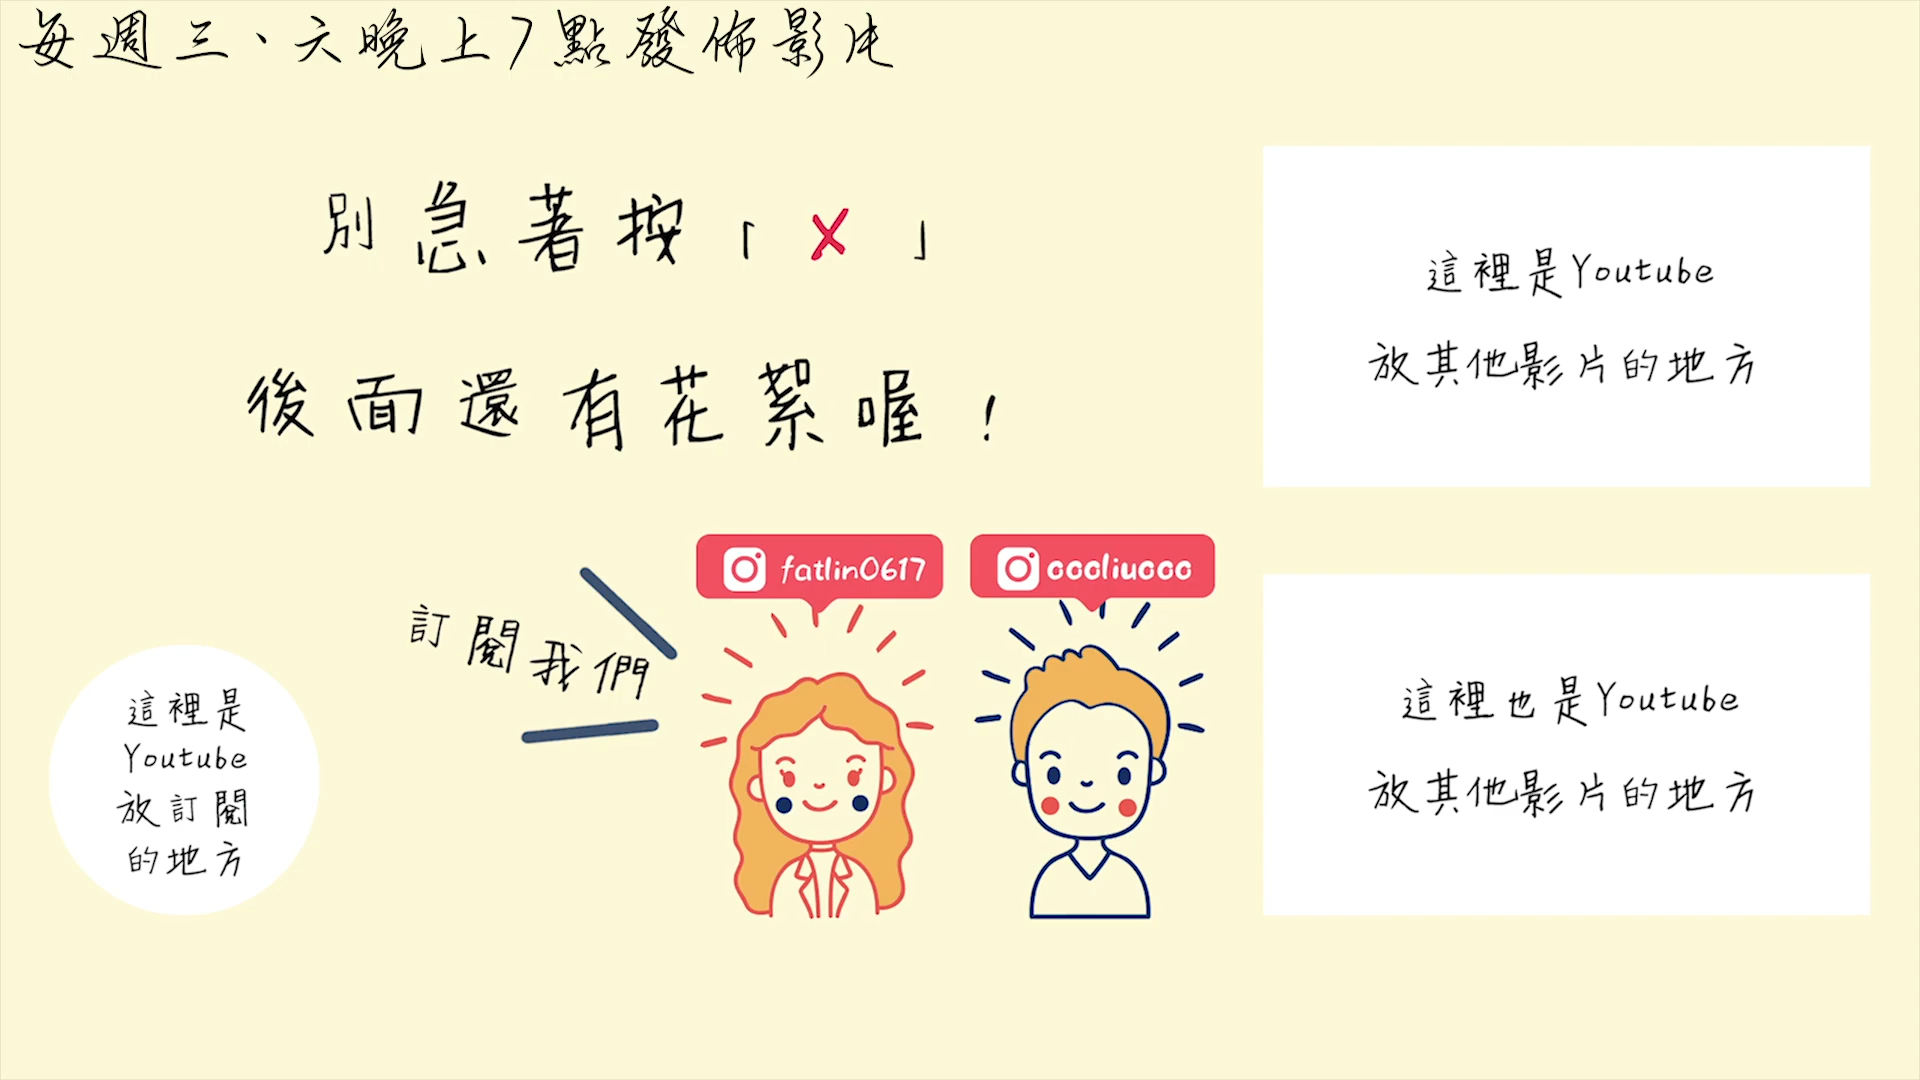 每週三、六晚上7點發佈影片
別急著按「X」
後面還有花絮喔！
fatlin0617
cccliuccc
訂閱我們
這裡是
Youtube
放訂閱
的地方
這裡是Youtube
放其他影片的地方
這裡也是Youtube
放其他影片的地方